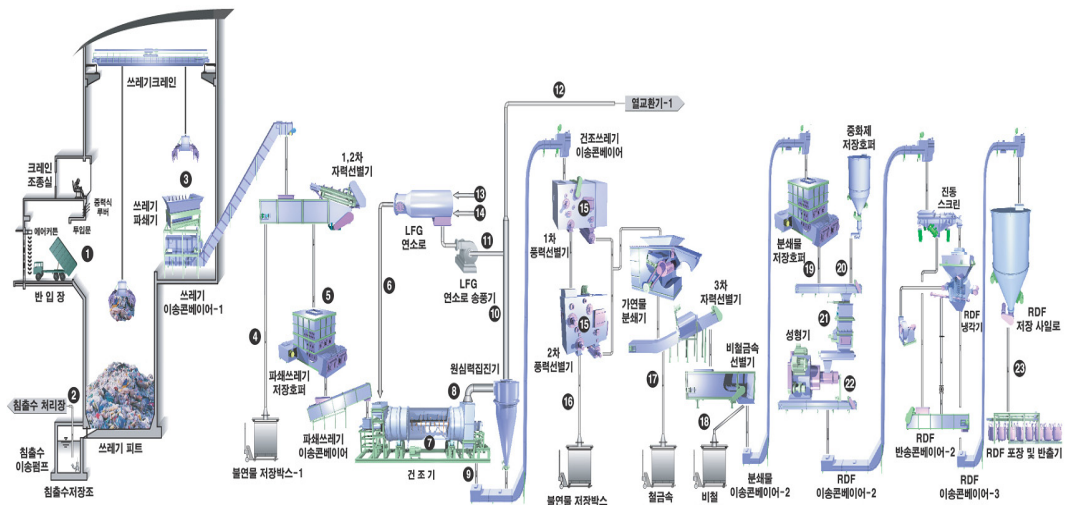 쓰레기크레인
크레인
조종실
중력식
루버
투입문
에어커튼
1
반 입 장
3
쓰레기
파쇄기
쓰레기
이송콘베이어-1
2
침출수 처리장
침출수
이송펌프
침출수저장조
쓰레기 피트
1,2차
자력선별기
4
불연물 저장박스-1
5
파쇄쓰레기
저장호퍼
파쇄쓰레기
이송콘베이어
6
LFG
연소로
13
14
11
LFG
연소로 송풍기
7
건 조 기
8
원심력집진기
9
10
12
열교환기-1
건조쓰레기
이송콘베이어
15
1차
풍력선별기
15
2차
풍력선별기
16
불연물 저장박스
가연물
분쇄기
3차
자력선별기
17
철금속
비철금속
선별기
18
비철
분쇄물
이송콘베이어-2
분쇄물
저장호퍼
19
중화제
저장호퍼
20
21
성형기
22
RDF
이송콘베이어-2
진동
스크린
RDF
냉각기
RDF
반송콘베이어-2
RDF
이송콘베이어-3
RDF
저장 사일로
23
RDF 포장 및 반출기